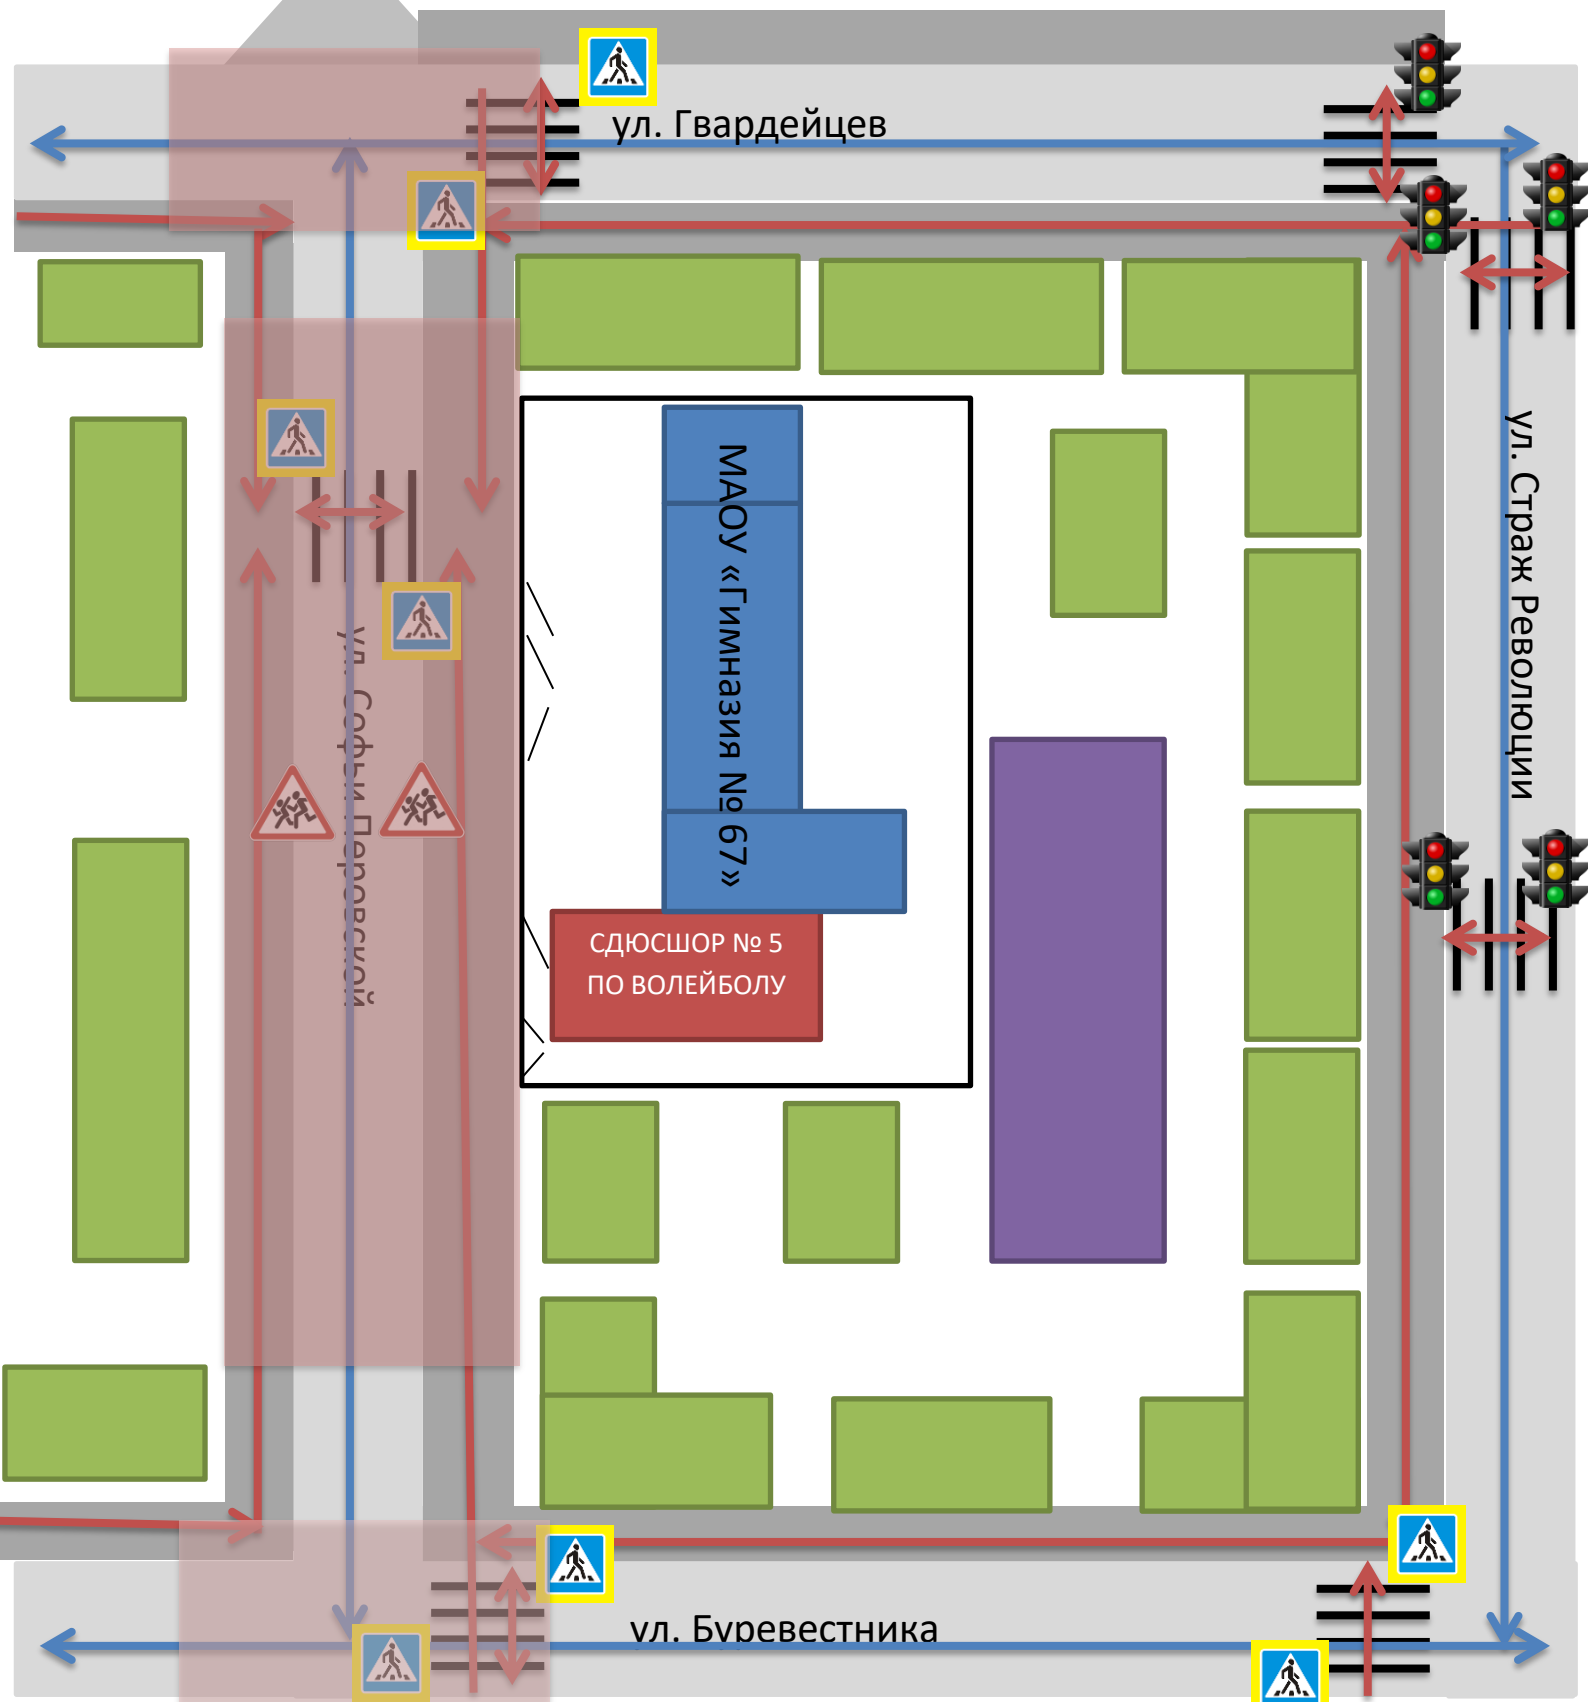 ул. Гвардейцев
ул. Страж Революции
МАОУ «Гимназия № 67»
ул. Софьи Перовской
СДЮСШОР № 5
ПО ВОЛЕЙБОЛУ
ул. Буревестника